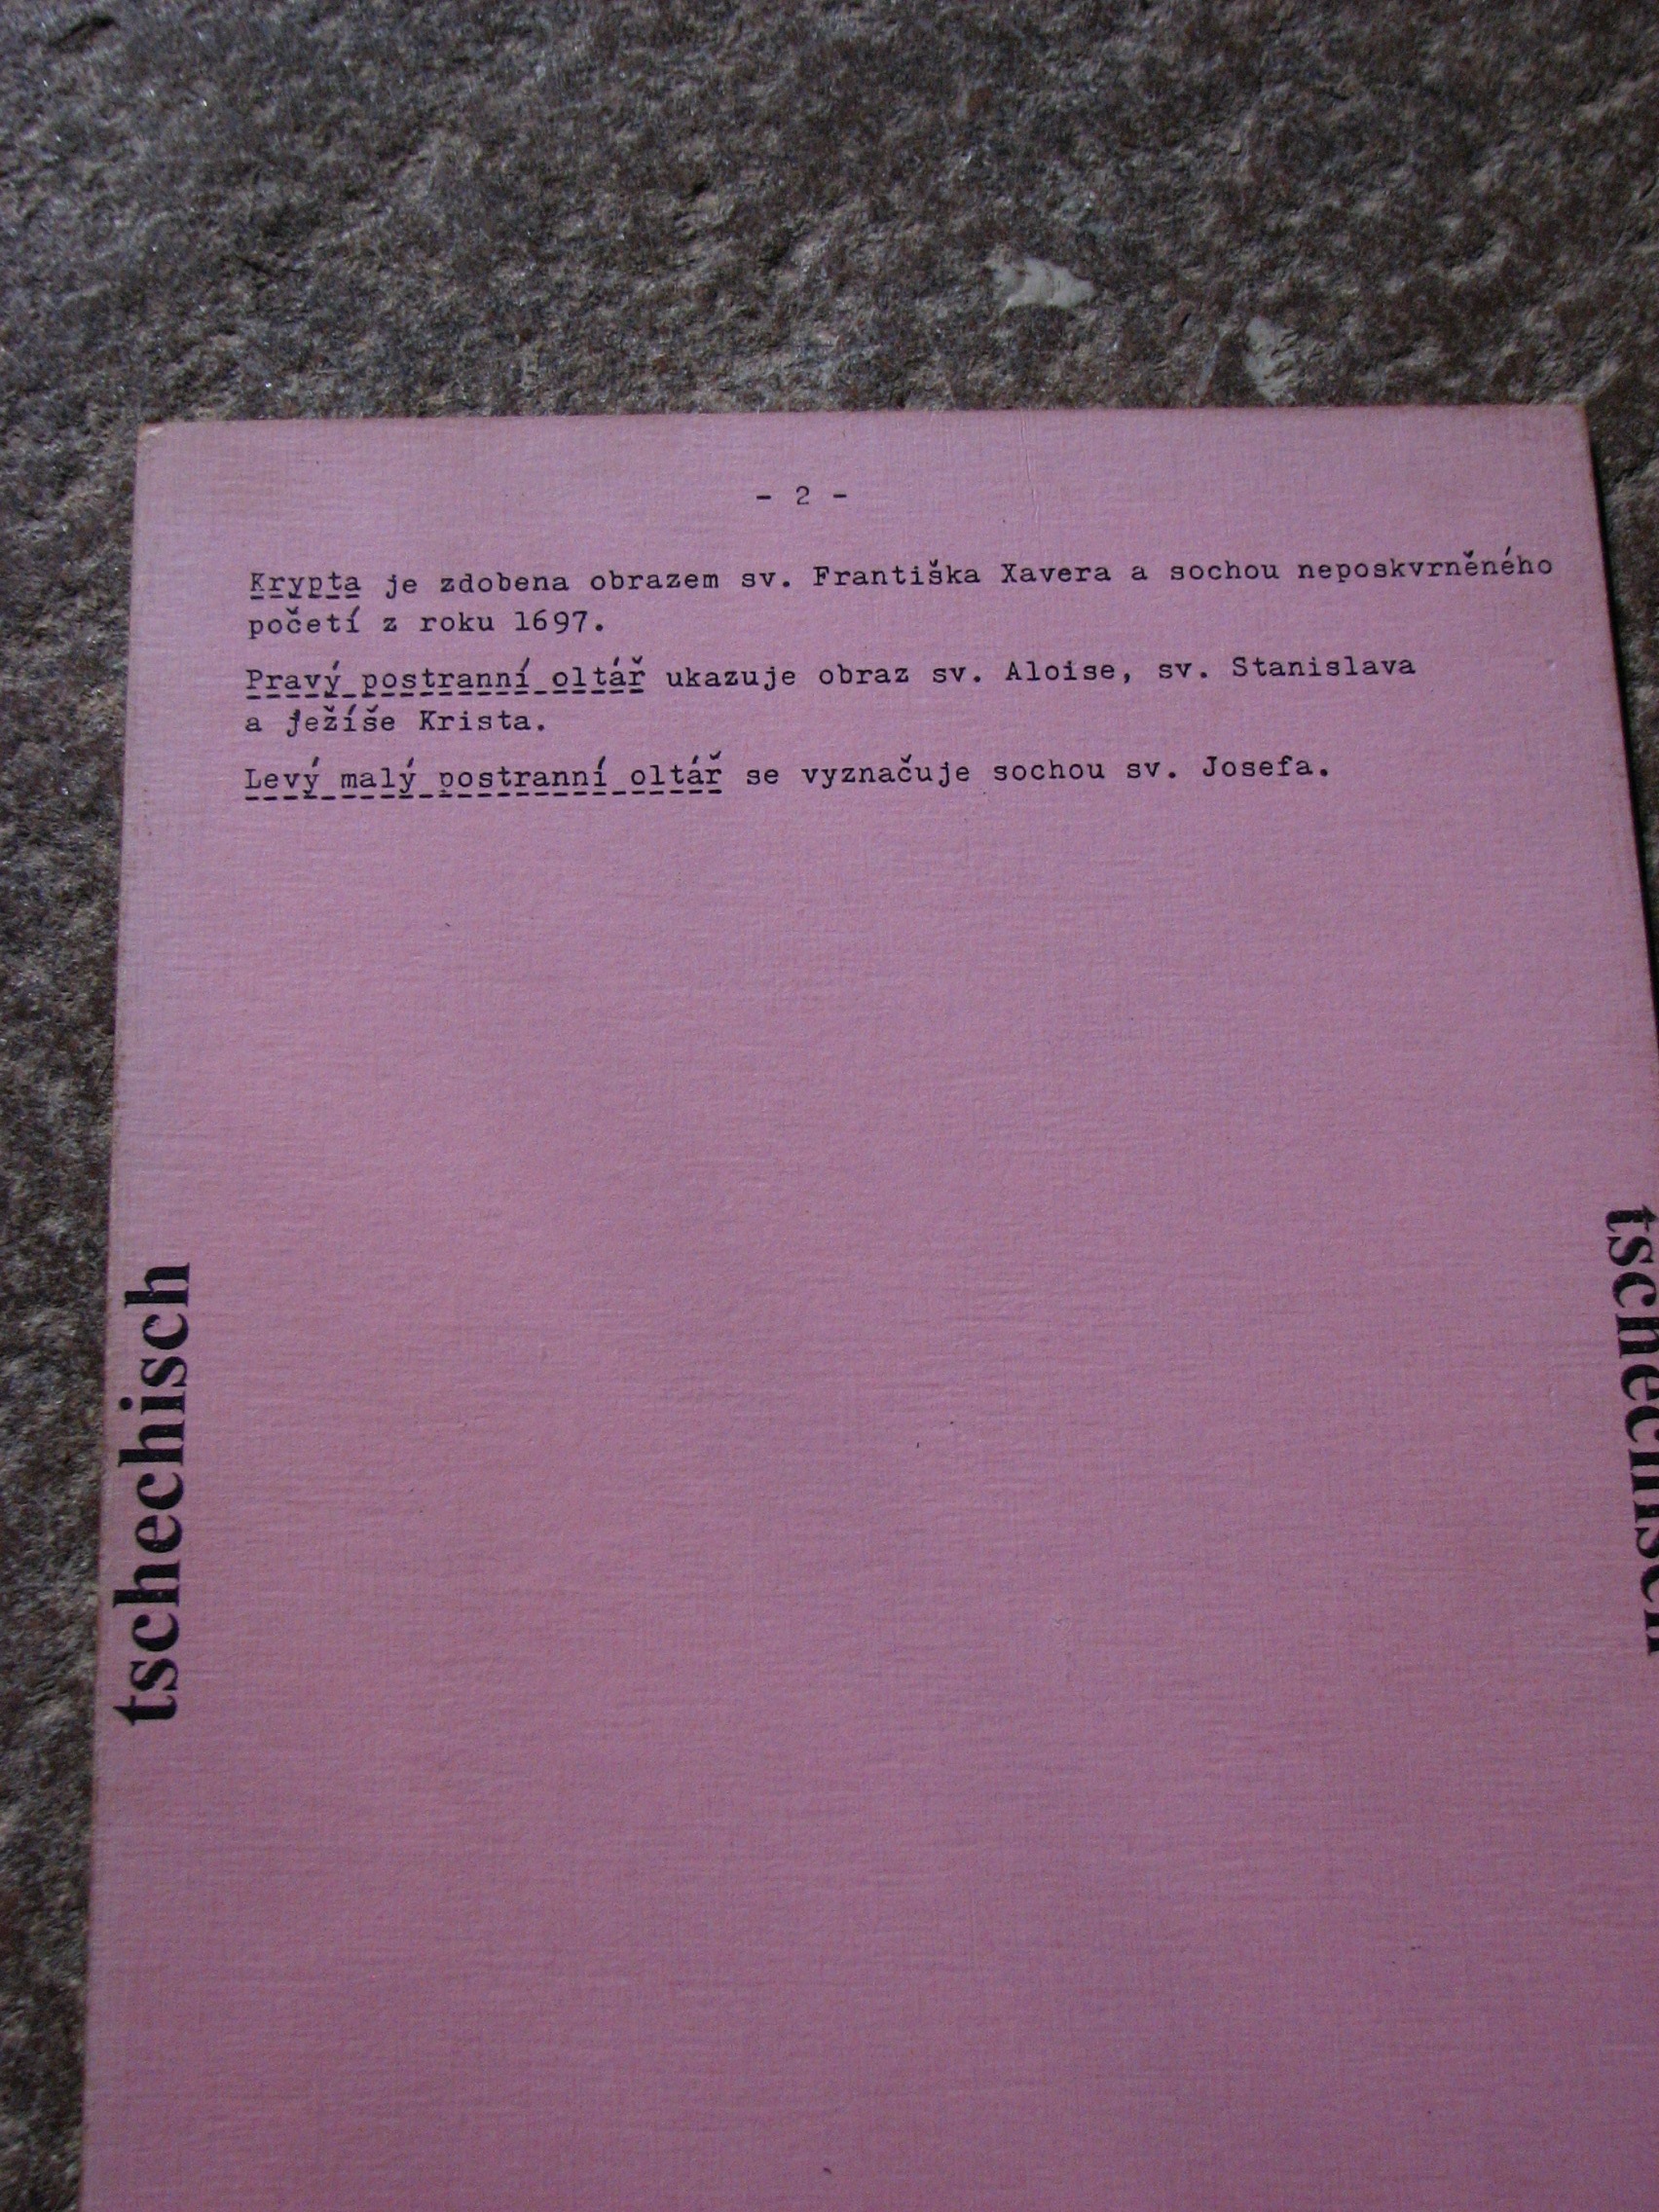 - 2 -
Krypta je zdobena obrazem sv. Františka Xavera a sochou neposkvrněného
početí z roku 1697.
Pravý postranní oltář ukazuje obraz sv. Aloise, sv. Stanislava
a ježíše Krista.
Levý malý postranní oltář se vyznačuje sochou sv. Josefa.
tschechisch
tschechisch